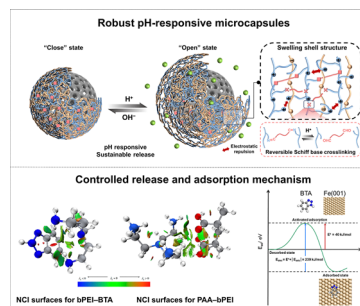 Robust pH-responsive microcapsules
“Close” state
“Open” state
Swelling shell structure
H⁺
OH⁻
pH responsive
Sustainable release
Electrostatic
repulsion
H⁺
Reversible Schiff base crosslinking
Controlled release and adsorption mechanism
BTA
Fe(001)
Activated adsorption
Desorbed state
Adsorbed state
NCI surfaces for bPEI–BTA
NCI surfaces for PAA–bPEI